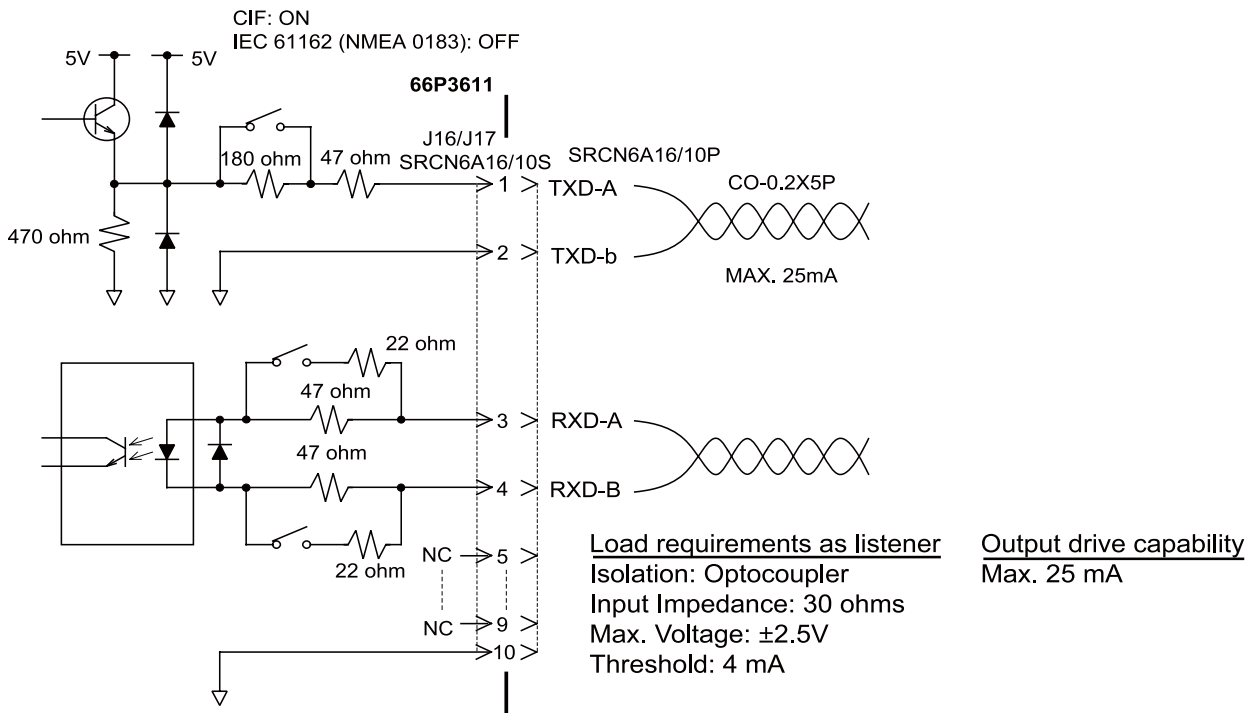 CIF: ON
IEC 61162 (NMEA 0183): OFF
5V
5V
66P3611
J16/J17
SRCN6A16/10S
SRCN6A16/10P
180 ohm
47 ohm
1
TXD-A
CO-0.2X5P
470 ohm
2
TXD-b
MAX. 25mA
22 ohm
47 ohm
3
RXD-A
47 ohm
4
RXD-B
22 ohm
NC
5
NC
9
10
Load requirements as listener
Isolation: Optocoupler
Input Impedance: 30 ohms
Max. Voltage: ±2.5V
Threshold: 4 mA
Output drive capability
Max. 25 mA